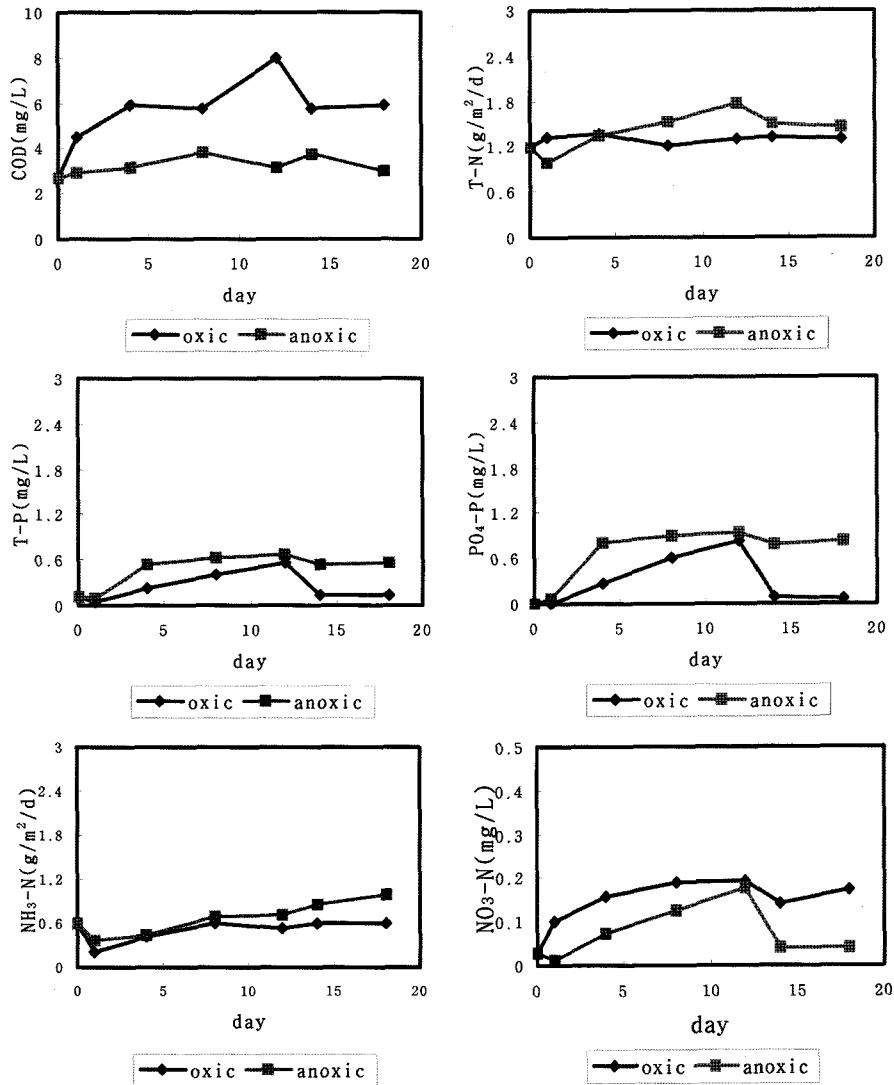 COD(mg/L)
10
8
6
4
2
0
0 5 10 15 20
day
oxic anoxic
T-N(g/m²/d)
3
2.4
1.8
1.2
0.6
0
0 5 10 15 20
day
oxic anoxic
T-P(mg/L)
3
2.4
1.8
1.2
0.6
0
0 5 10 15 20
day
oxic anoxic
PO₄-P(mg/L)
3
2.4
1.8
1.2
0.6
0
0 5 10 15 20
day
oxic anoxic
NH₃-N(g/m²/d)
3
2.4
1.8
1.2
0.6
0
0 5 10 15 20
day
oxic anoxic
NO₃-N(mg/L)
0.5
0.4
0.3
0.2
0.1
0
0 5 10 15 20
day
oxic anoxic